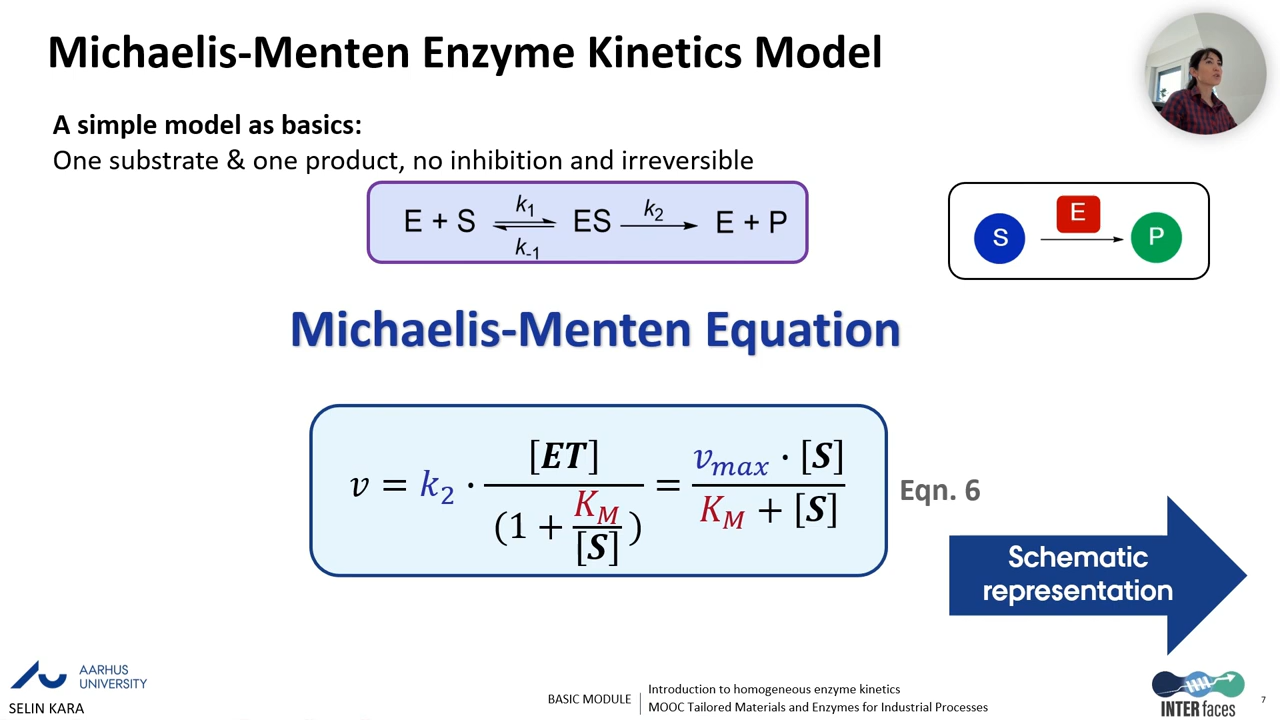 Michaelis-Menten Enzyme Kinetics Model
A simple model as basics:
One substrate & one product, no inhibition and irreversible
E + S ⇌ ES → E + P
k1
k-1
k2
S
E
P
Michaelis-Menten Equation
v = k₂ · [ET] / (1 + K_M/[S]) = v_max · [S] / K_M + [S]
Eqn. 6
Schematic
representation
AARHUS
UNIVERSITY
SELIN KARA
BASIC MODULE
Introduction to homogeneous enzyme kinetics
MOOC Tailored Materials and Enzymes for Industrial Processes
INTERfaces
7